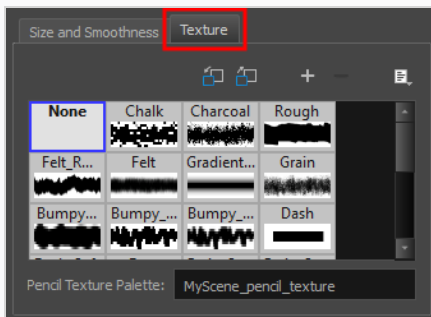 Size and Smoothness Texture
None Chalk Charcoal Rough
Felt_R... Felt Gradient... Grain
Bumpy... Bumpy_... Bumpy_... Dash
Pencil Texture Palette: MyScene_pencil_texture